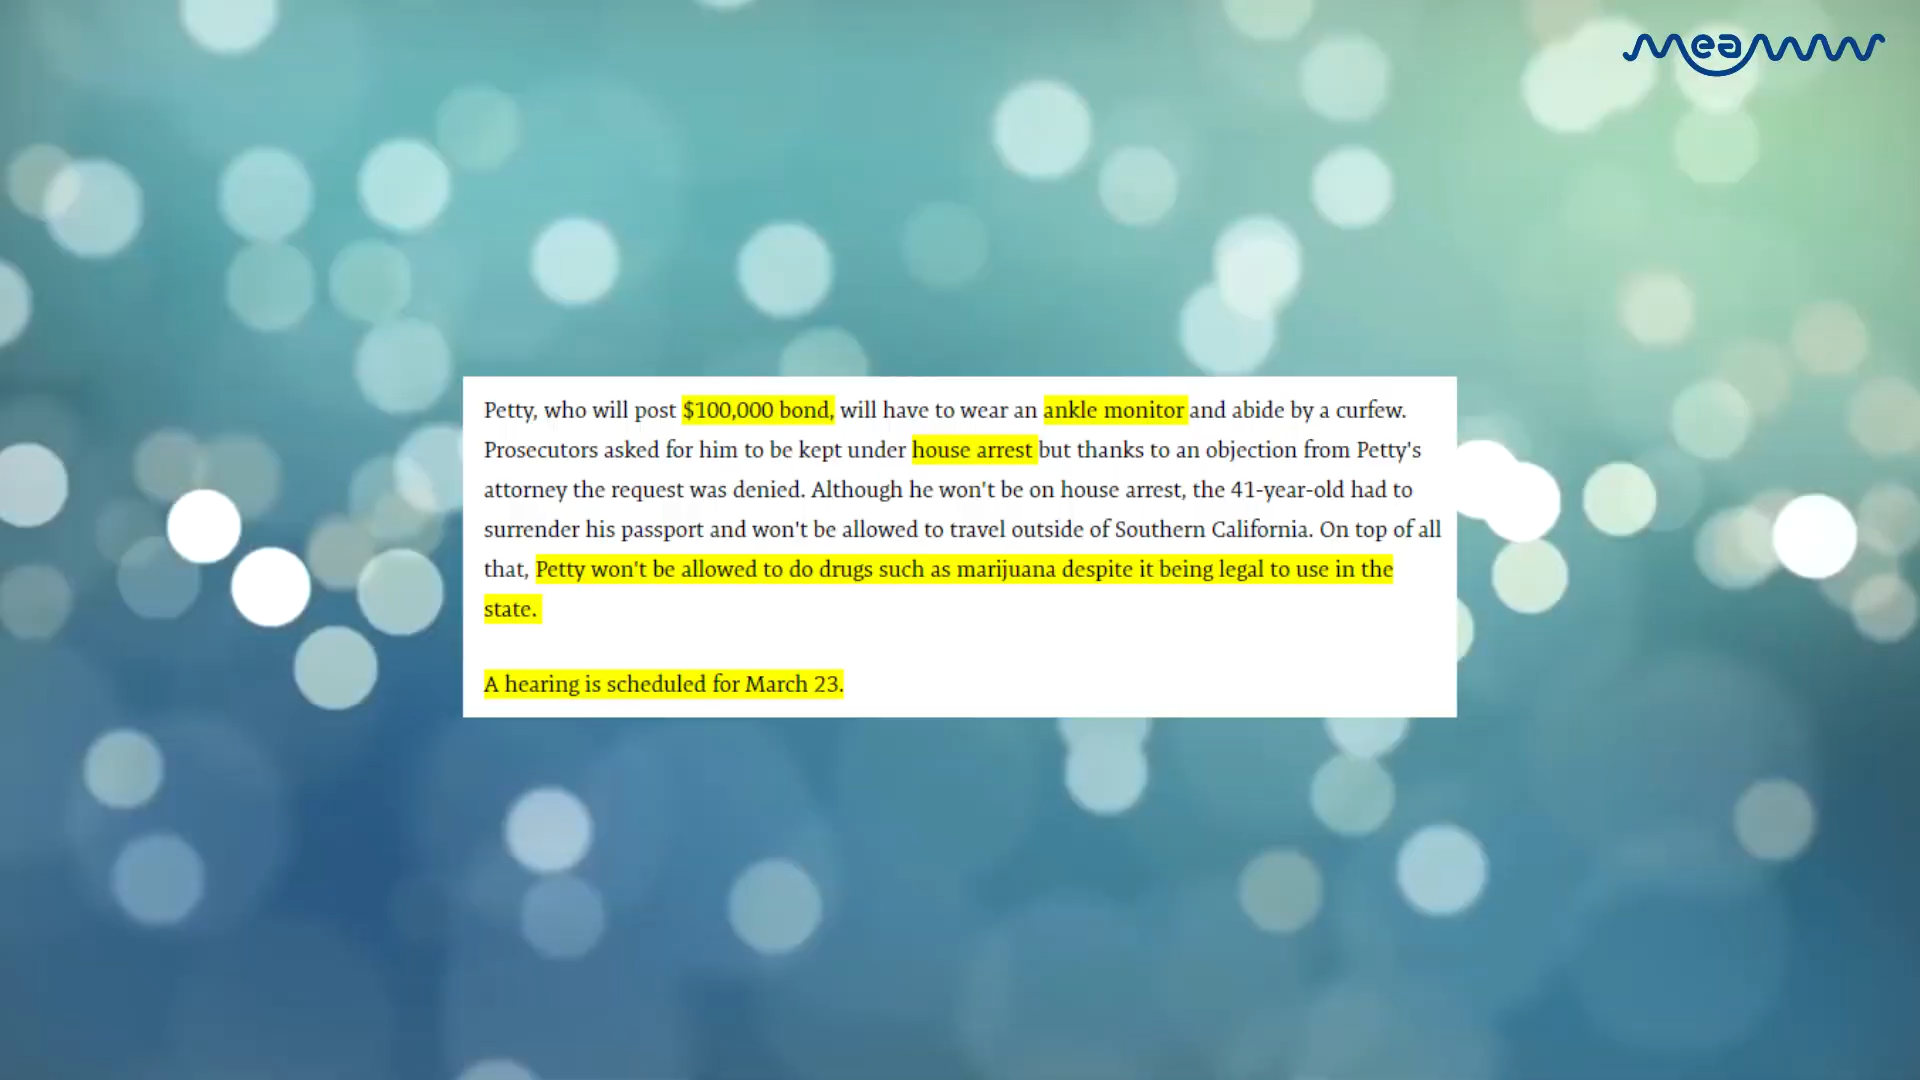 meaww
Petty, who will post $100,000 bond, will have to wear an ankle monitor and abide by a curfew.
Prosecutors asked for him to be kept under house arrest but thanks to an objection from Petty's
attorney the request was denied. Although he won't be on house arrest, the 41-year-old had to
surrender his passport and won't be allowed to travel outside of Southern California. On top of all
that, Petty won't be allowed to do drugs such as marijuana despite it being legal to use in the
state.
A hearing is scheduled for March 23.